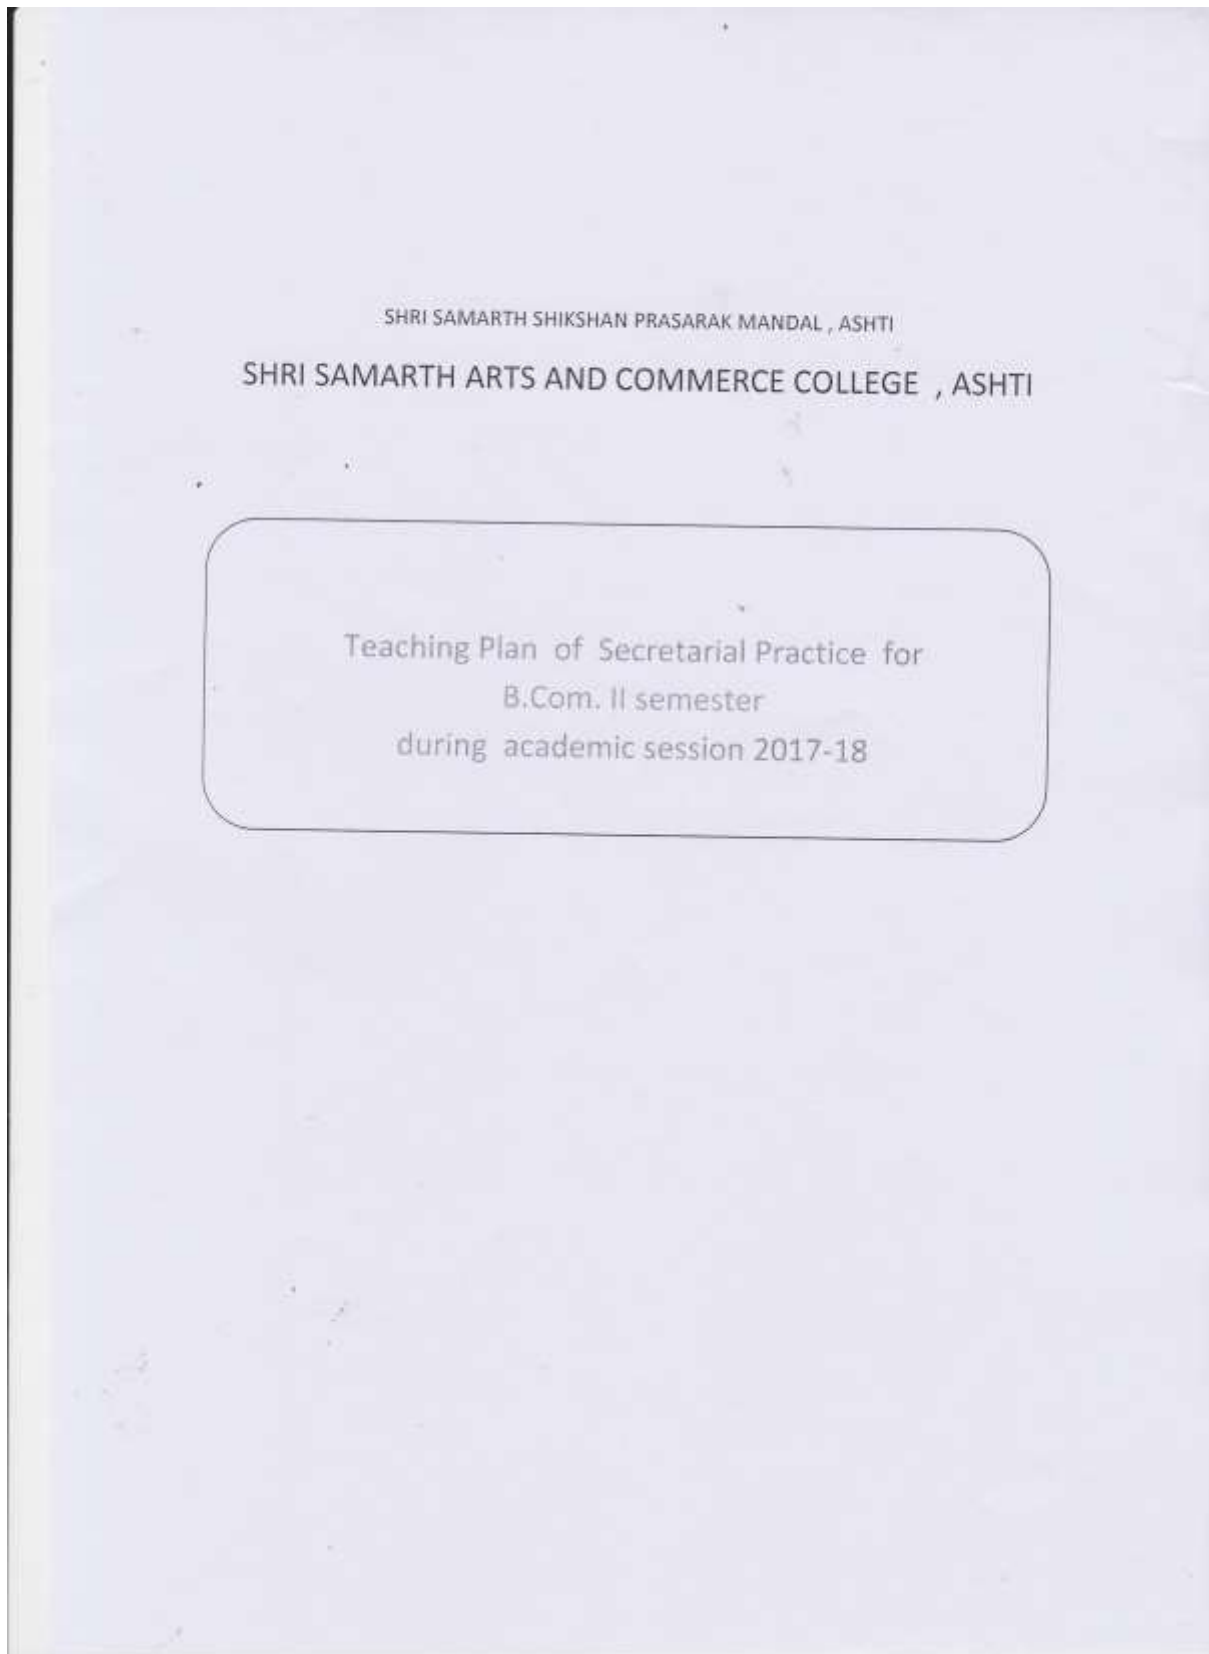 SHRI SAMARTH SHIKSHAN PRASARAK MANDAL , ASHTI
SHRI SAMARTH ARTS AND COMMERCE COLLEGE , ASHTI
Teaching Plan of Secretarial Practice for
B.Com. II semester
during academic session 2017-18